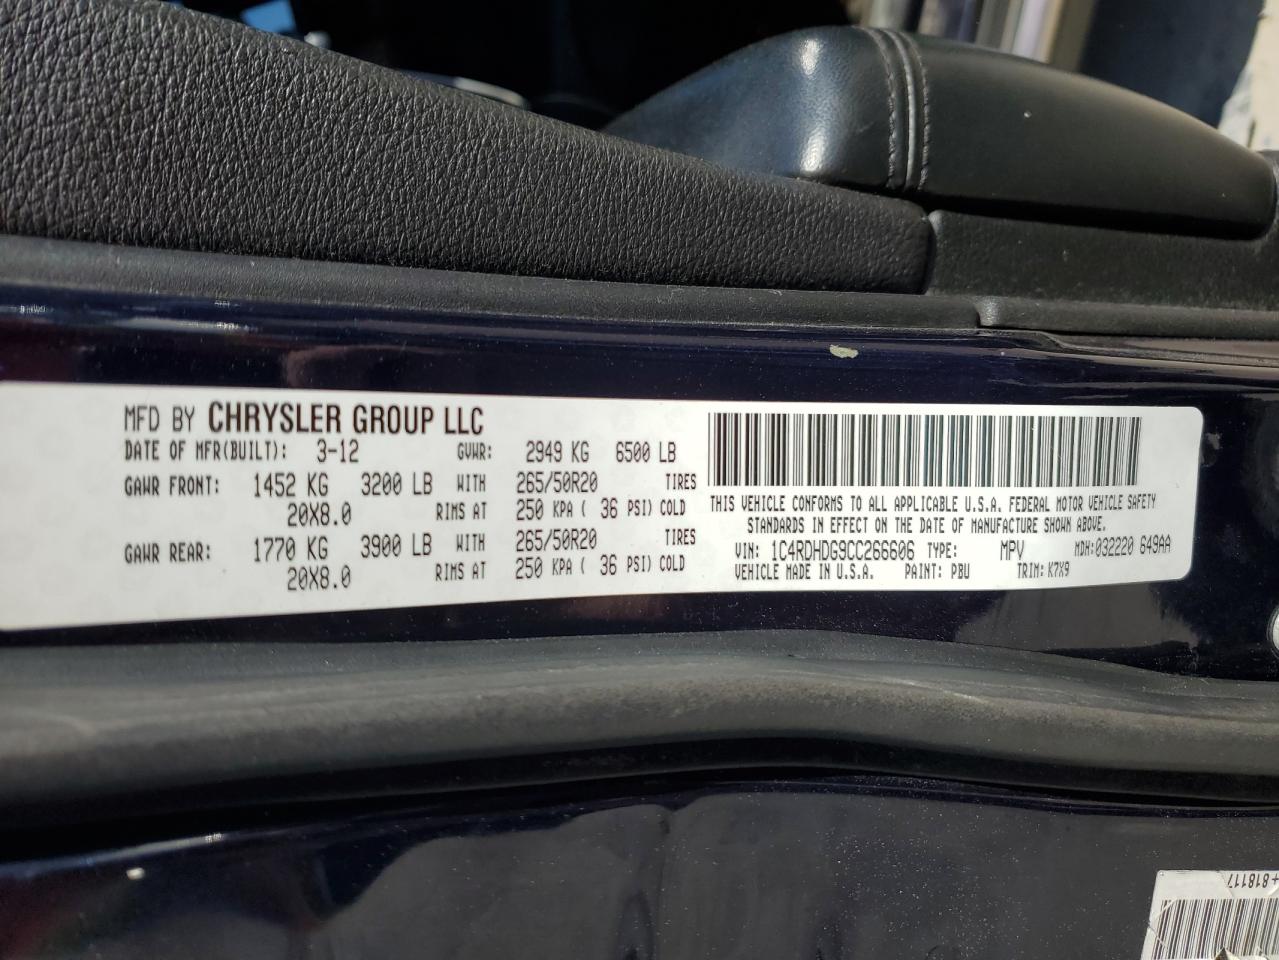 MFD BY CHRYSLER GROUP LLC
DATE OF MFR(BUILT): 3-12 GVWR: 2949 KG 6500 LB
GAWR FRONT: 1452 KG 3200 LB WITH 265/50R20 TIRES
20X8.0 RIMS AT 250 KPA ( 36 PSI) COLD
GAWR REAR: 1770 KG 3900 LB WITH 265/50R20 TIRES
20X8.0 RIMS AT 250 KPA ( 36 PSI) COLD
THIS VEHICLE CONFORMS TO ALL APPLICABLE U.S.A. FEDERAL MOTOR VEHICLE SAFETY
STANDARDS IN EFFECT ON THE DATE OF MANUFACTURE SHOWN ABOVE.
VIN: 1C4RDHDG9CC266606 TYPE: MPV MDH:032220 649AA
VEHICLE MADE IN U.S.A. PAINT: PBU TRIM: K7X9
+818117